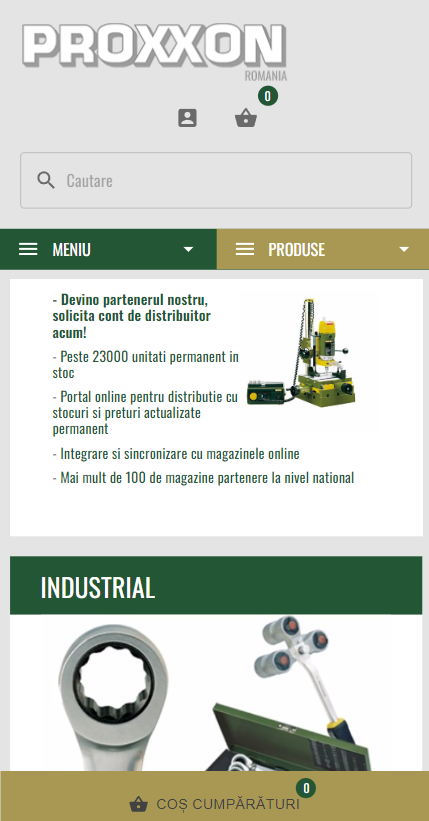 PROXXON
ROMANIA
0
Cautare
MENIU
PRODUSE
- Devino partenerul nostru,
solicita cont de distribuitor
acum!
- Peste 23000 unitati permanent in
stoc
- Portal online pentru distributie cu
stocuri si preturi actualizate
permanent
- Integrare si sincronizare cu magazinele online
- Mai mult de 100 de magazine partenere la nivel national
INDUSTRIAL
0
COȘ CUMPĂRĂTURI